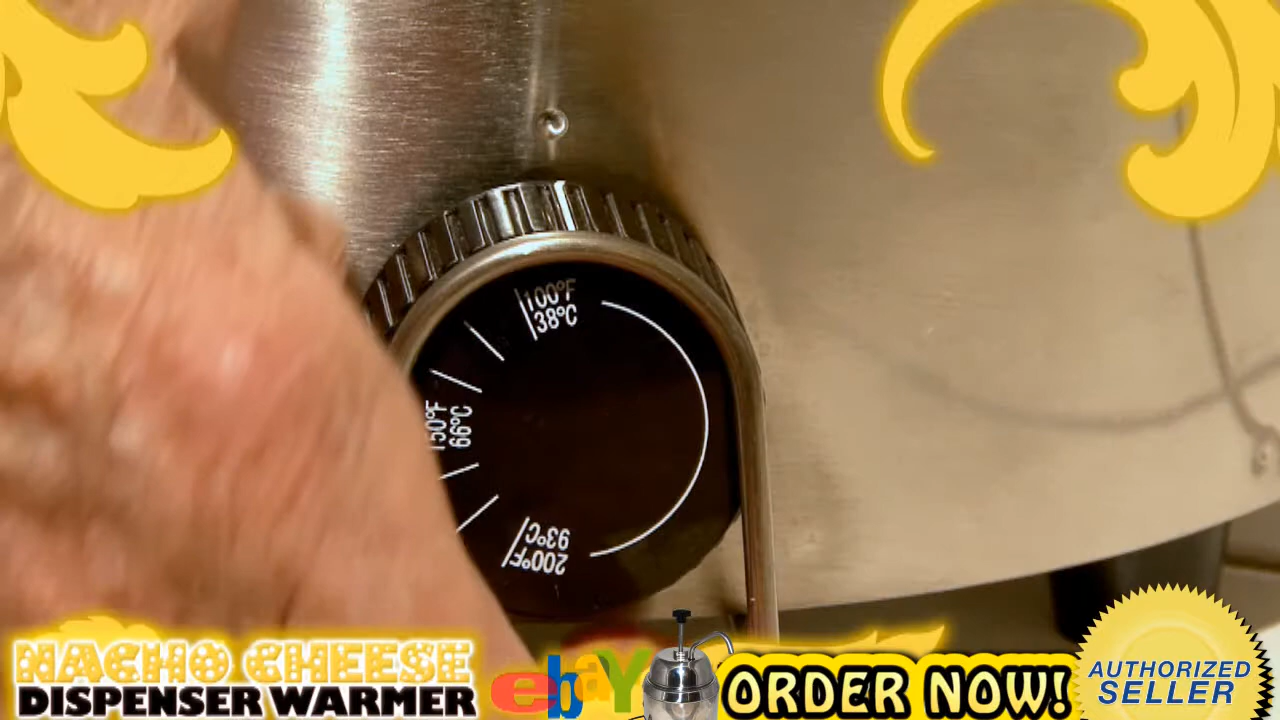 100°F
38°C
150°F
66°C
200°F
93°C
NACHO CHEESE
DISPENSER WARMER
ebay
ORDER NOW!
AUTHORIZED
SELLER